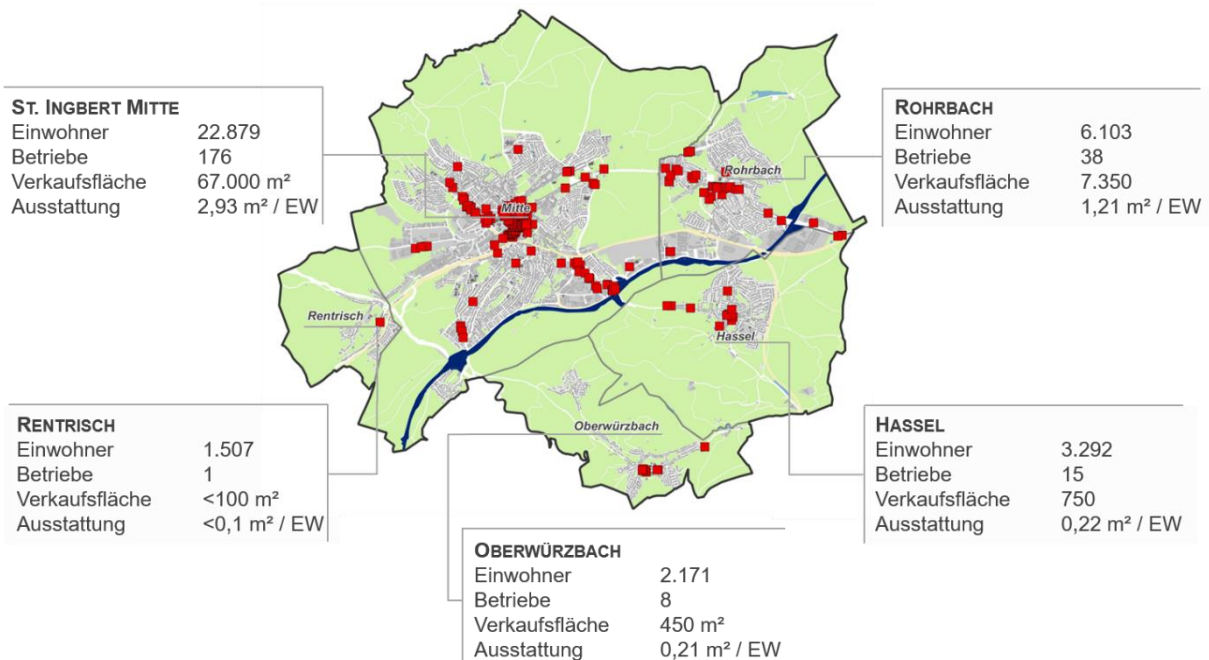 ST. INGBERT MITTE
Einwohner 22.879
Betriebe 176
Verkaufsfläche 67.000 m²
Ausstattung 2,93 m² / EW
ROHRBACH
Einwohner 6.103
Betriebe 38
Verkaufsfläche 7.350
Ausstattung 1,21 m² / EW
Rohrbach
Mitte
Rentrisch
Hassel
Oberwürzbach
RENTRISCH
Einwohner 1.507
Betriebe 1
Verkaufsfläche <100 m²
Ausstattung <0,1 m² / EW
HASSEL
Einwohner 3.292
Betriebe 15
Verkaufsfläche 750
Ausstattung 0,22 m² / EW
OBERWÜRZBACH
Einwohner 2.171
Betriebe 8
Verkaufsfläche 450 m²
Ausstattung 0,21 m² / EW